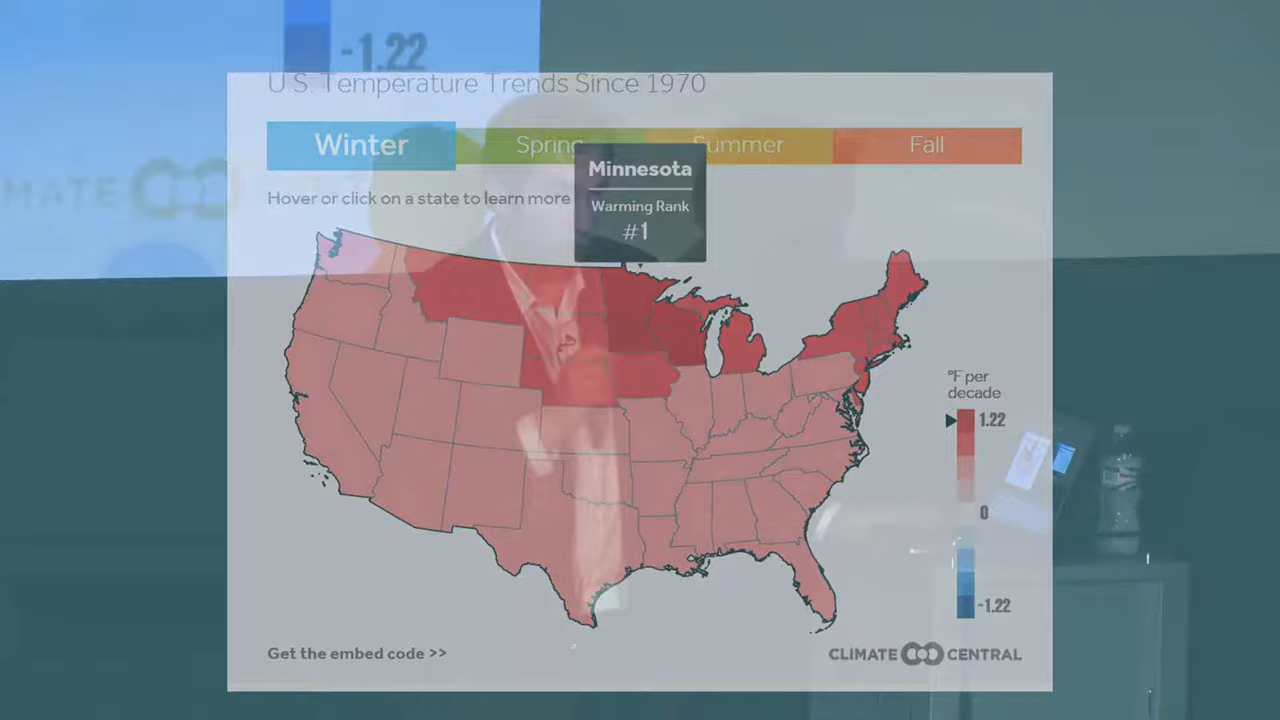 -1.22
MATE
U.S. Temperature Trends Since 1970
Winter
Spring
Summer
Fall
Minnesota
Warming Rank
#1
Hover or click on a state to learn more
°F per
decade
1.22
0
-1.22
Get the embed code >>
CLIMATE CENTRAL